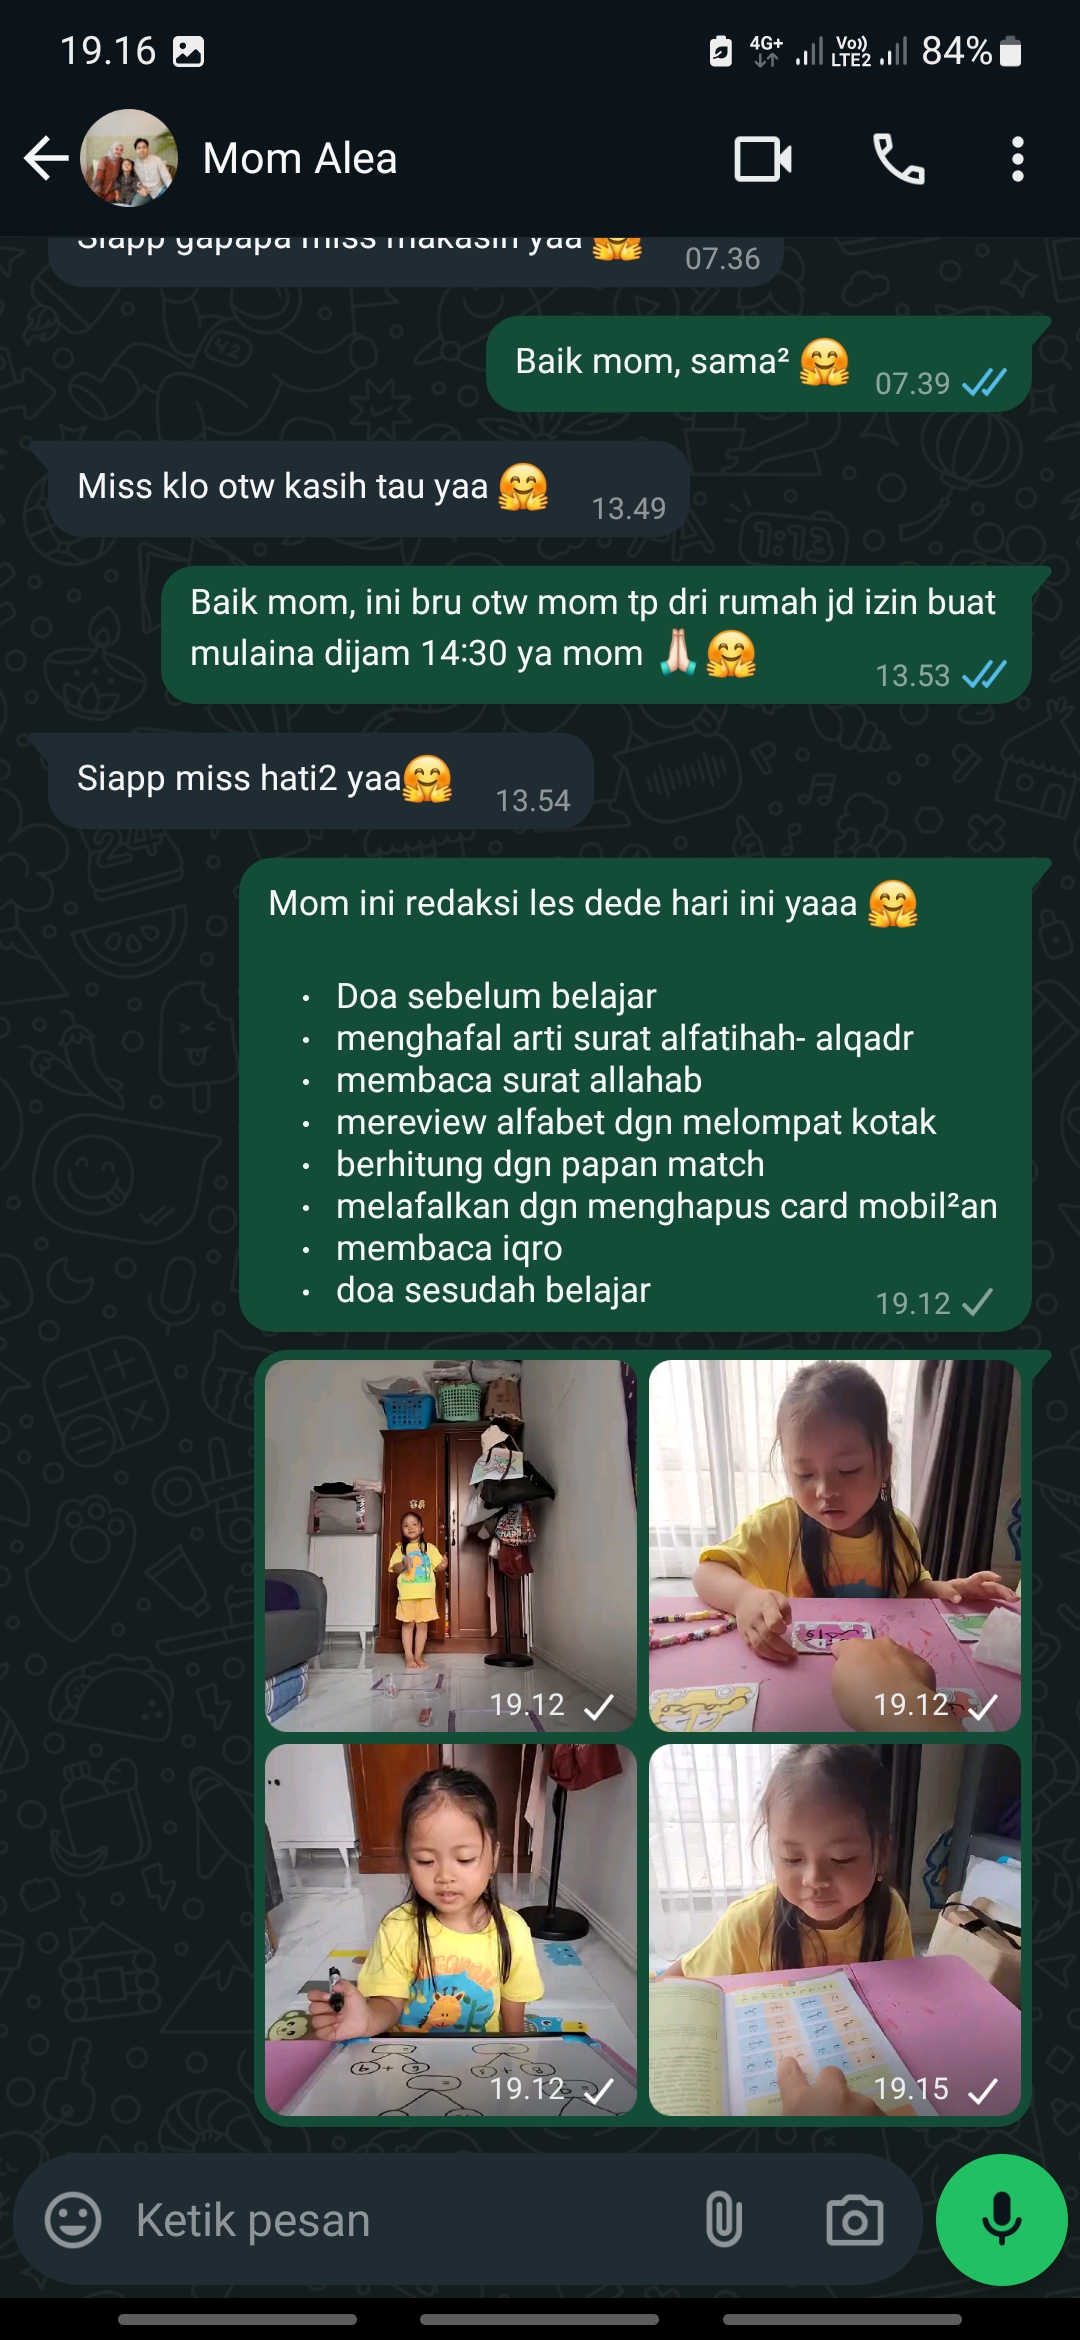 19.16
4G+
Vo))
LTE2
84%
Mom Alea
Siapp gapapa miss makasih yaa 🤗
07.36
Baik mom, sama² 🤗
07.39
Miss klo otw kasih tau yaa 🤗
13.49
Baik mom, ini bru otw mom tp dri rumah jd izin buat
mulaina dijam 14:30 ya mom 🙏🏻🤗
13.53
Siapp miss hati2 yaa🤗
13.54
Mom ini redaksi les dede hari ini yaaa 🤗
• Doa sebelum belajar
• menghafal arti surat alfatihah- alqadr
• membaca surat allahab
• mereview alfabet dgn melompat kotak
• berhitung dgn papan match
• melafalkan dgn menghapus card mobil²an
• membaca iqro
• doa sesudah belajar
19.12
19.12
19.12
19.12
19.15
Ketik pesan